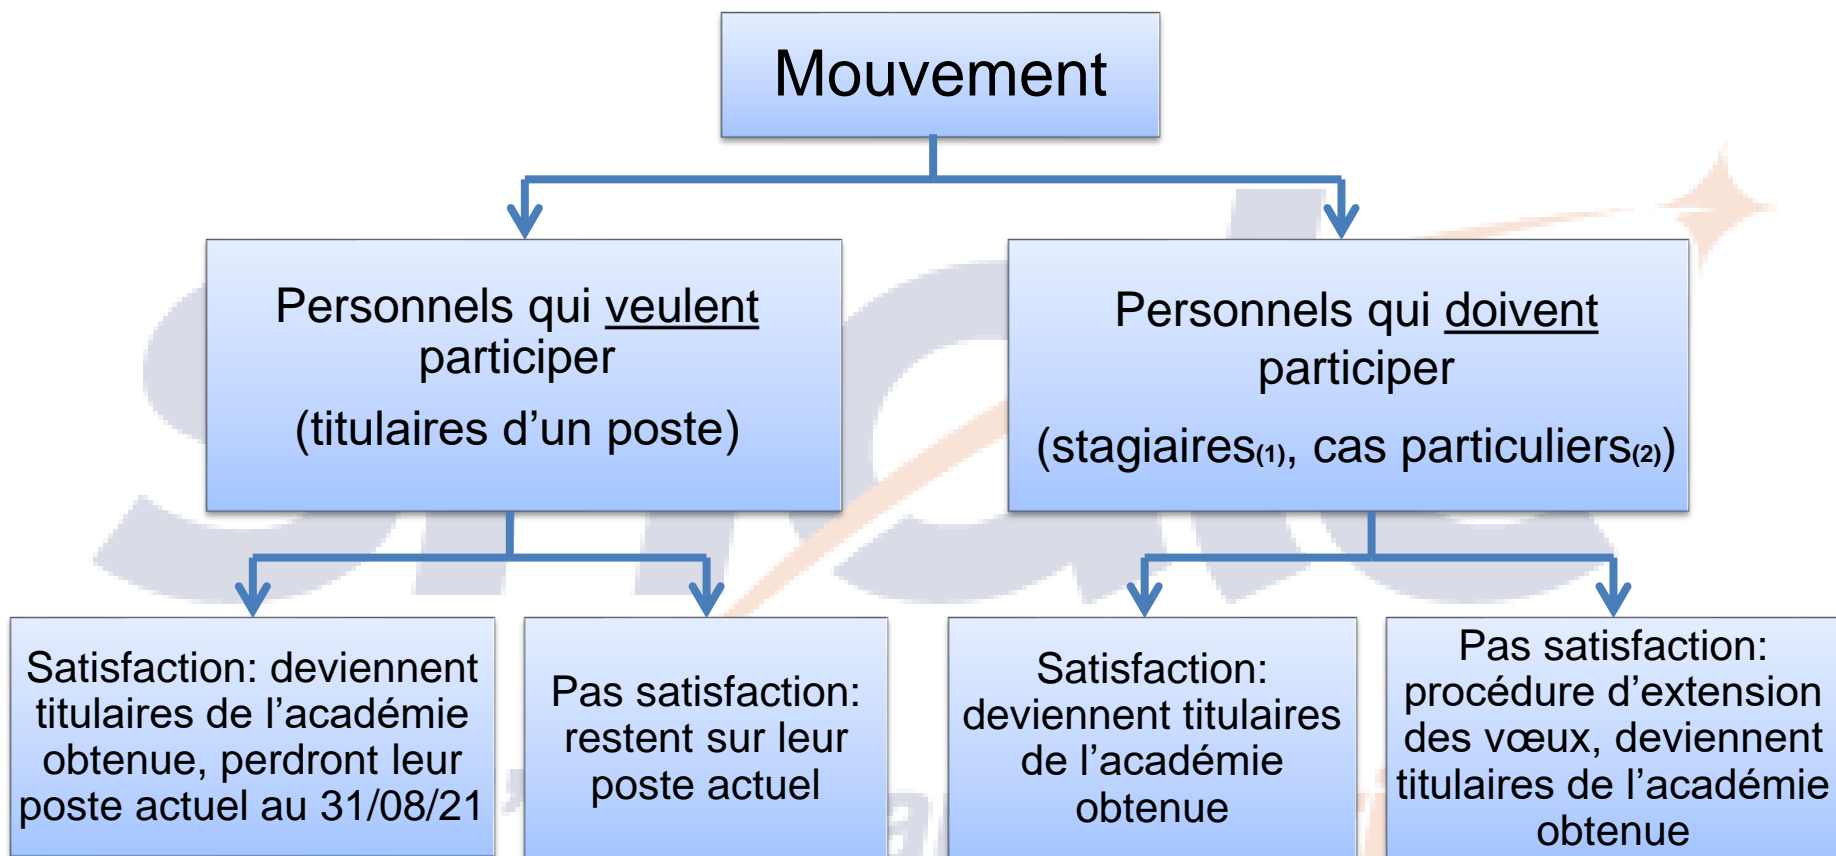 Mouvement
Personnels qui veulent
participer
(titulaires d’un poste)
Personnels qui doivent
participer
(stagiaires(1), cas particuliers(2))
Satisfaction: deviennent
titulaires de l’académie
obtenue, perdront leur
poste actuel au 31/08/21
Pas satisfaction:
restent sur leur
poste actuel
Satisfaction:
deviennent titulaires
de l’académie
obtenue
Pas satisfaction:
procédure d’extension
des vœux, deviennent
titulaires de l’académie
obtenue